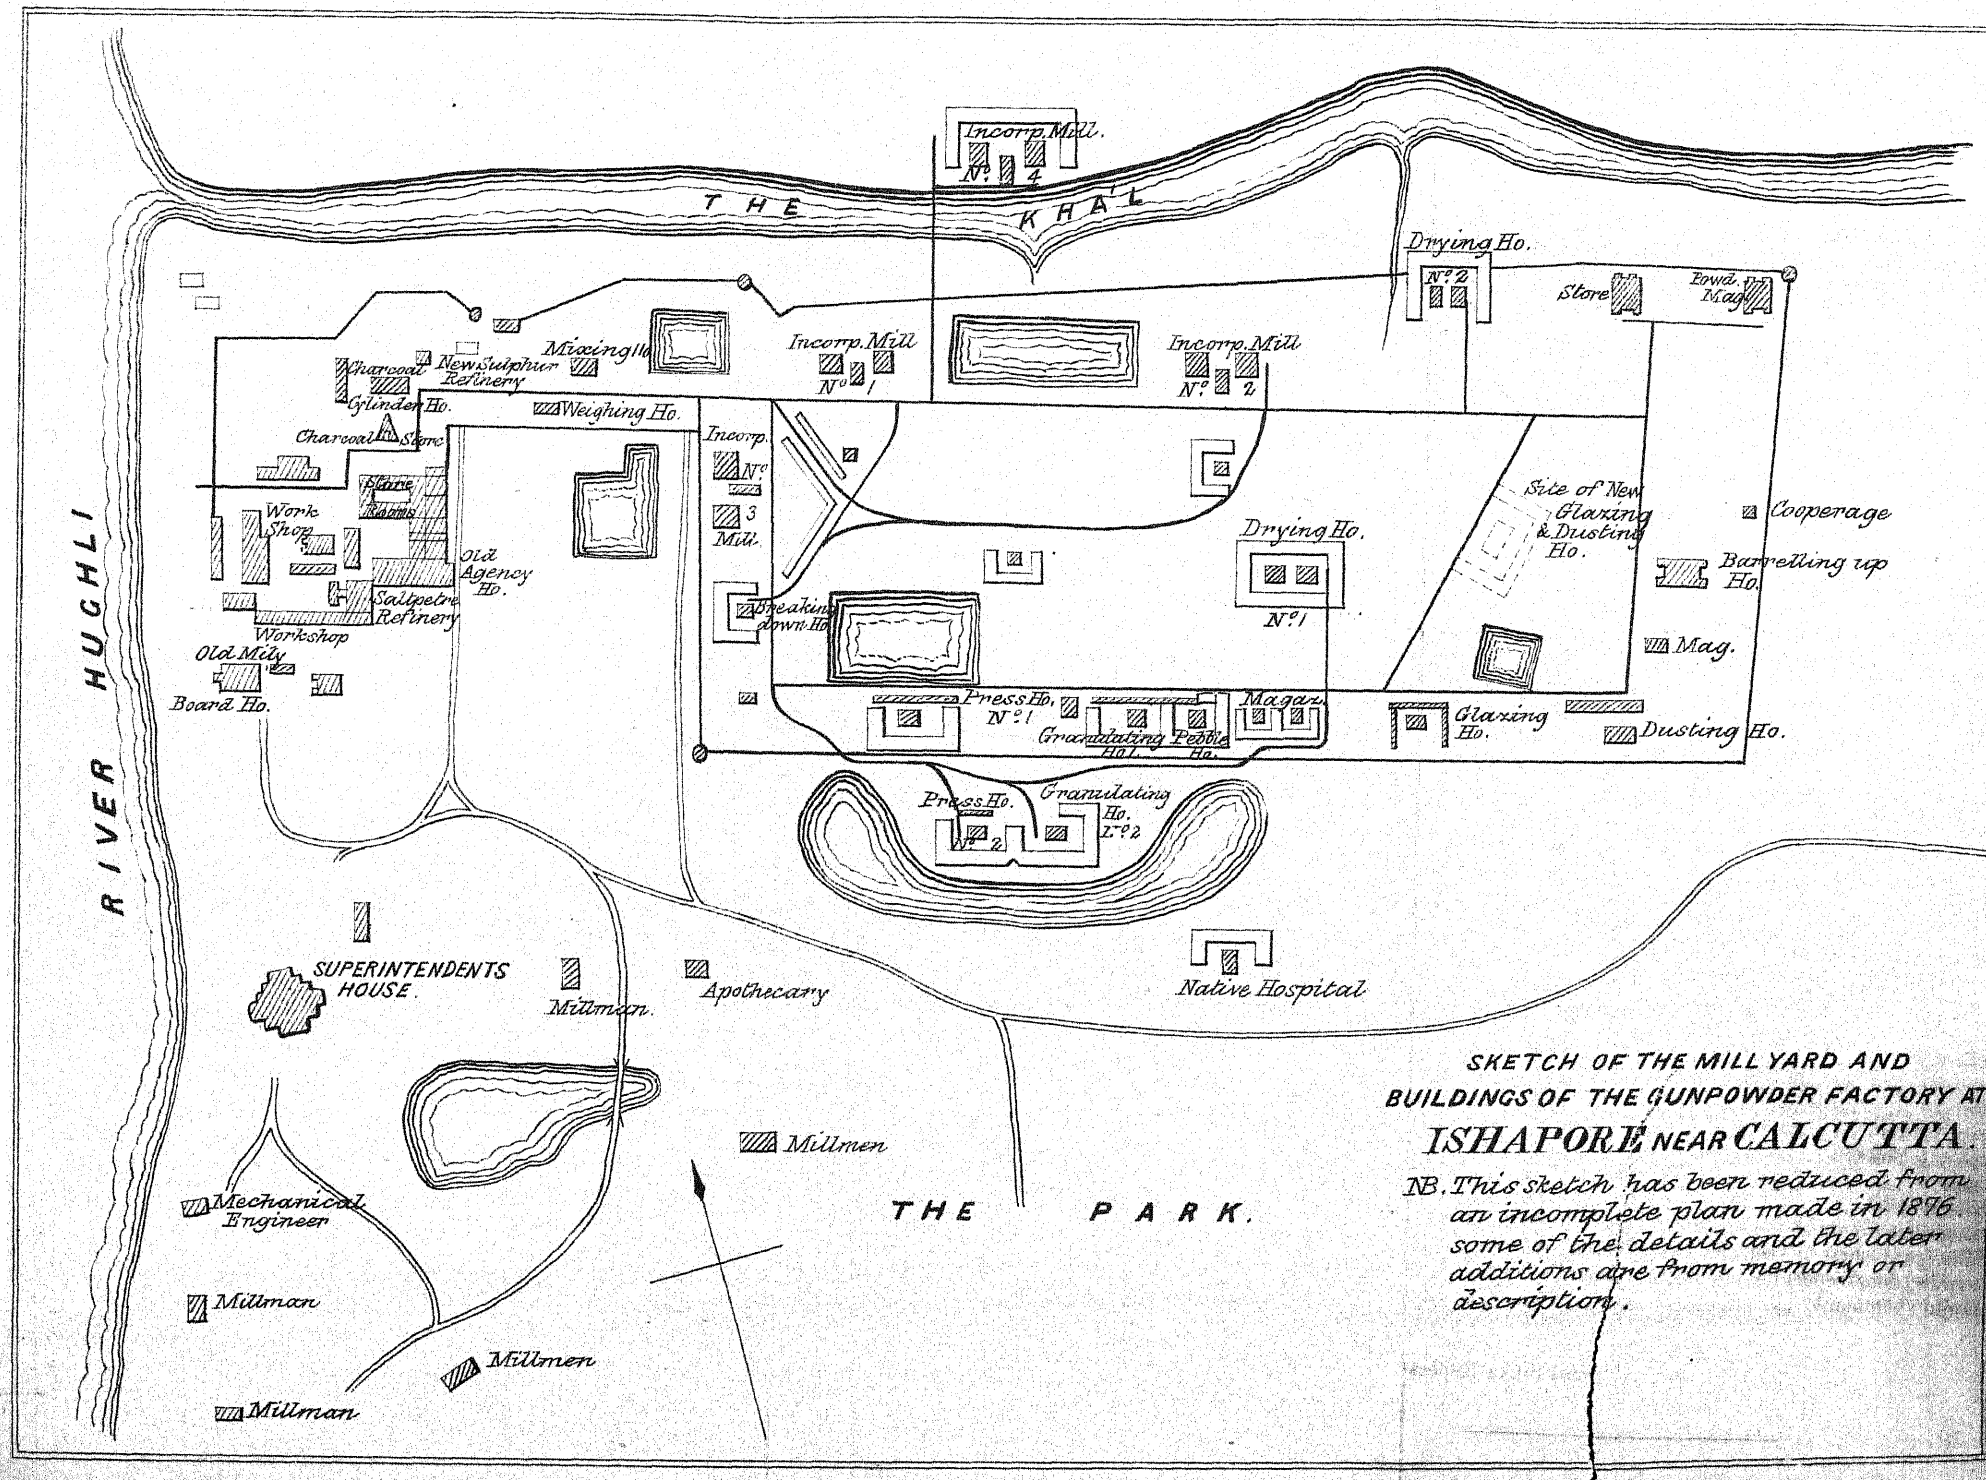 Incorp. Mill.
Nº. 4
THE KHA'L
Drying Ho.
Nº. 2
Store
Powd.
Mag.
Incorp. Mill
Nº 1
Incorp. Mill
Nº. 2
Mixing Ho
New Sulphur
Refinery
Charcoal
Cylinder Ho.
Weighing Ho.
Charcoal Store
Store
Rooms
Work
Shop
Old
Agency
Ho.
Saltpetre
Refinery
Workshop
Old Mily
Board Ho.
Incorp.
Nº
3
Mill.
Breaking
down Ho
Drying Ho.
Nº. 1
Site of New
Glazing
& Dusting
Ho.
Cooperage
Barrelling up
Ho.
Mag.
Press Ho.
Nº. 1
Granulating
Ho 1.
Pebble
Ho.
Magaz.
Glazing
Ho.
Dusting Ho.
Press Ho.
Nº. 2
Granulating
Ho.
Nº 2
RIVER HUGHLI
SUPERINTENDENTS
HOUSE.
Millman.
Apothecary
Native Hospital
Millmen
THE PARK.
Mechanical
Engineer
Millman
Millmen
Millman
SKETCH OF THE MILL YARD AND
BUILDINGS OF THE GUNPOWDER FACTORY AT
ISHAPORE NEAR CALCUTTA.
NB. This sketch has been reduced from
an incomplete plan made in 1876
some of the details and the later
additions are from memory or
description.